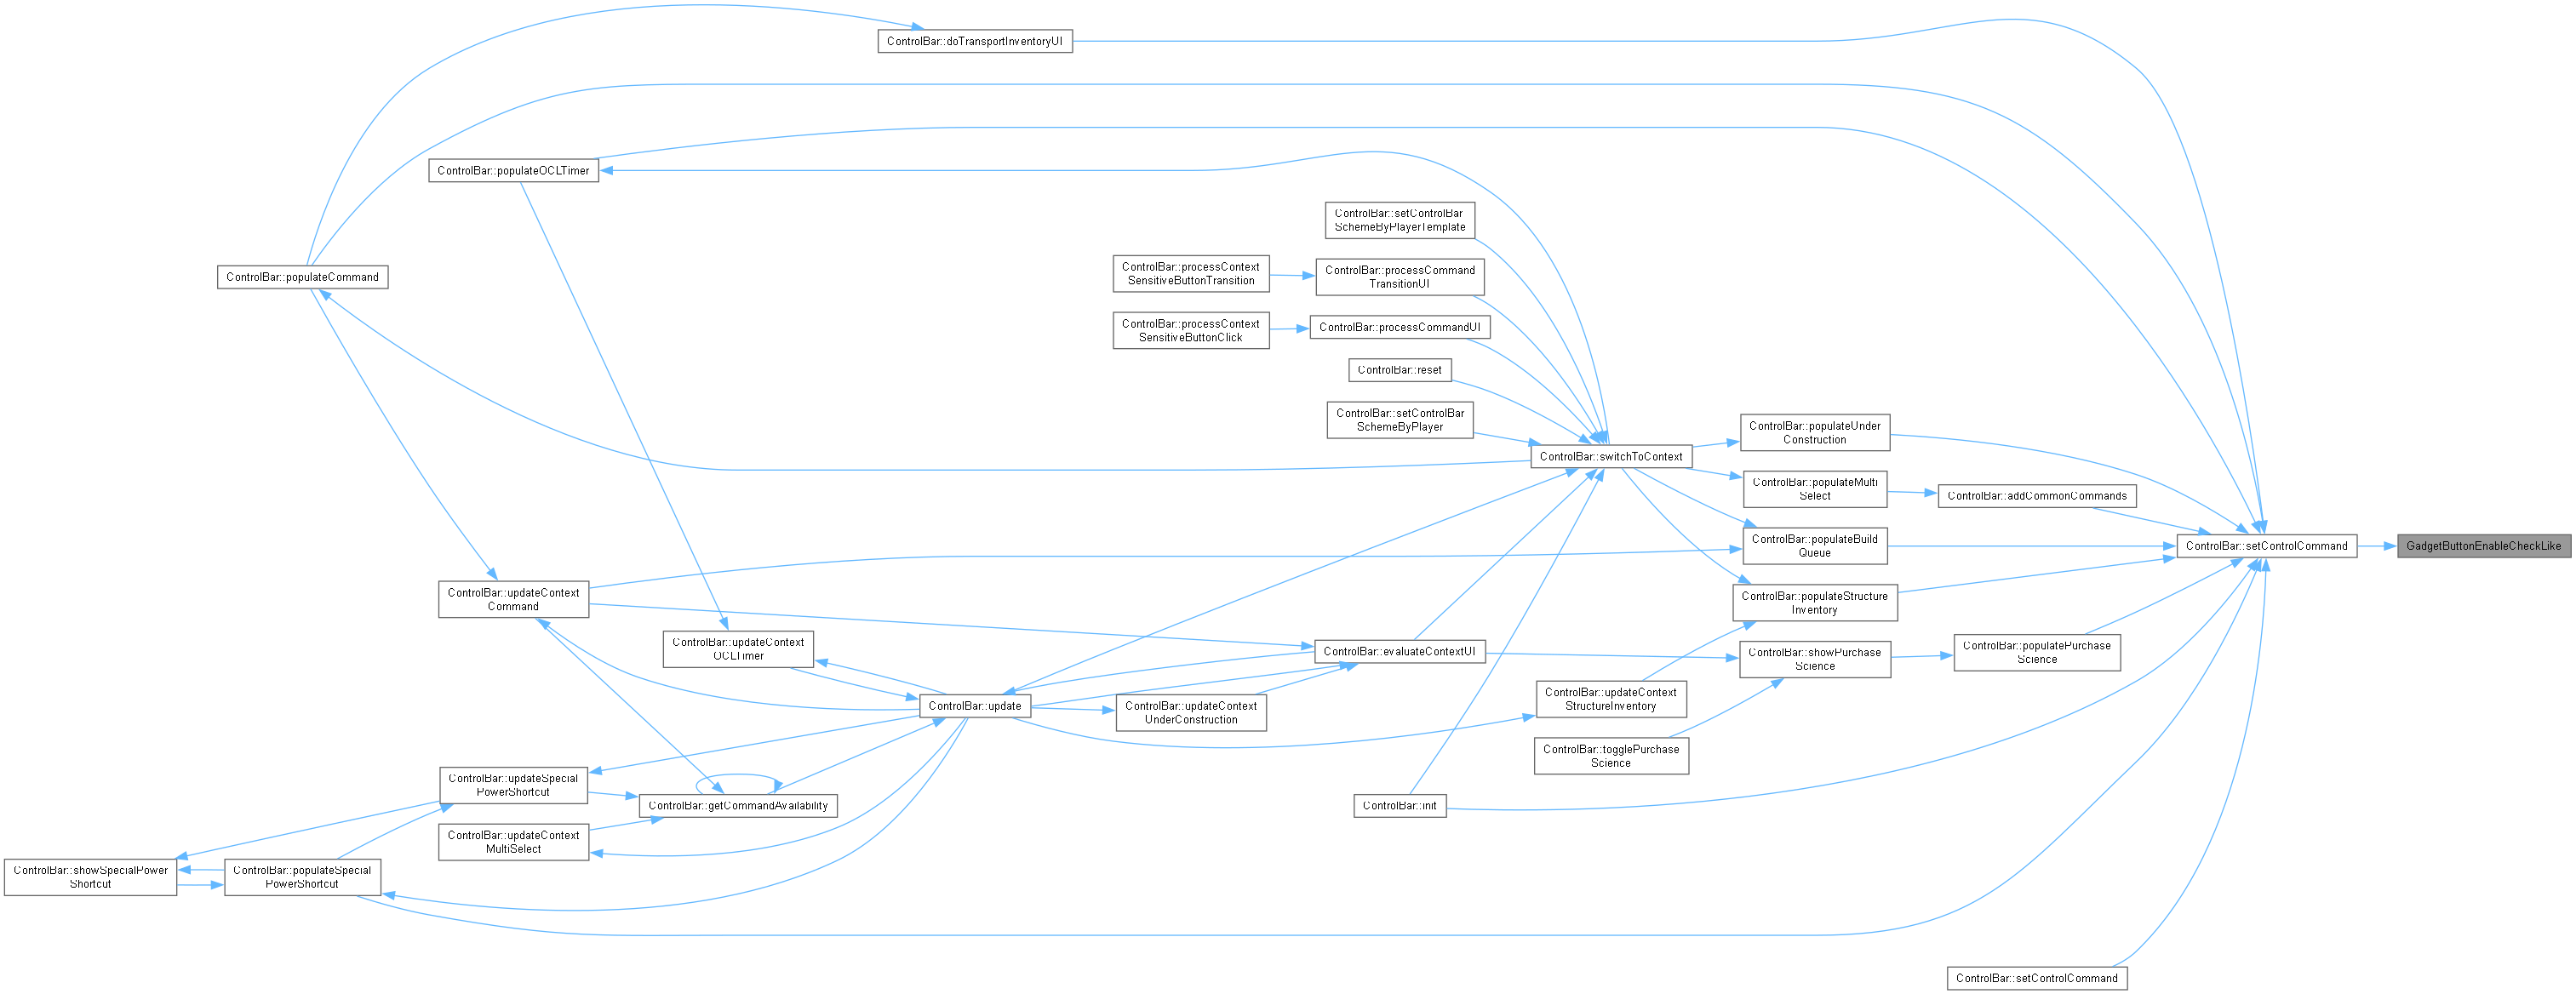 ControlBar::doTransportInventoryUI
ControlBar::populateOCLTimer
ControlBar::setControlBar
SchemeByPlayerTemplate
ControlBar::processContext
SensitiveButtonTransition
ControlBar::processCommand
TransitionUI
ControlBar::populateCommand
ControlBar::processContext
SensitiveButtonClick
ControlBar::processCommandUI
ControlBar::reset
ControlBar::setControlBar
SchemeByPlayer
ControlBar::populateUnder
Construction
ControlBar::switchToContext
ControlBar::populateMulti
Select
ControlBar::addCommonCommands
ControlBar::populateBuild
Queue
ControlBar::setControlCommand
GadgetButtonEnableCheckLike
ControlBar::updateContext
Command
ControlBar::populateStructure
Inventory
ControlBar::updateContext
OCLTimer
ControlBar::evaluateContextUI
ControlBar::showPurchase
Science
ControlBar::populatePurchase
Science
ControlBar::update
ControlBar::updateContext
UnderConstruction
ControlBar::updateContext
StructureInventory
ControlBar::togglePurchase
Science
ControlBar::updateSpecial
PowerShortcut
ControlBar::getCommandAvailability
ControlBar::init
ControlBar::updateContext
MultiSelect
ControlBar::showSpecialPower
Shortcut
ControlBar::populateSpecial
PowerShortcut
ControlBar::setControlCommand